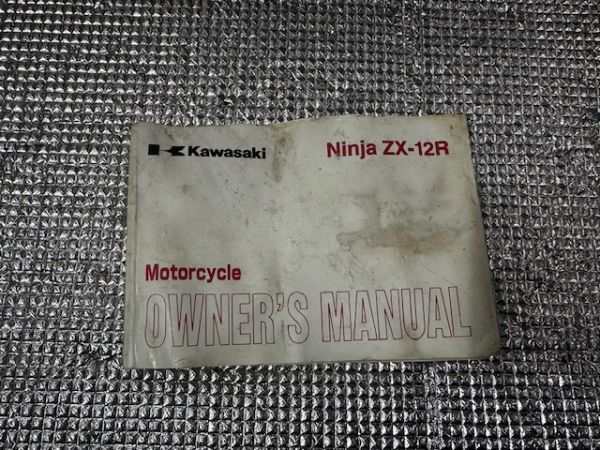 Kawasaki
Ninja ZX-12R
Motorcycle
OWNER'S MANUAL